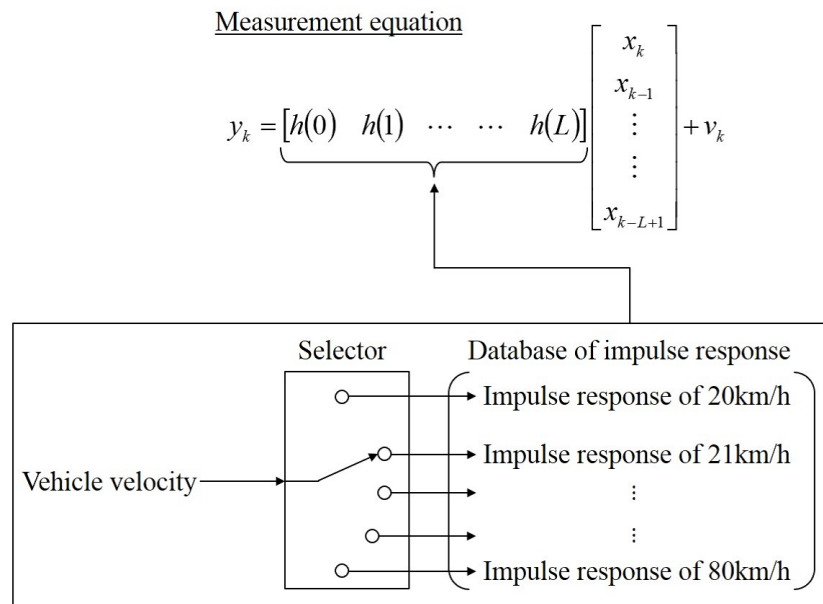 Measurement equation
y_k = [h(0) h(1) ⋯ ⋯ h(L)] [x_k x_{k-1} ⋮ ⋮ x_{k-L+1}] + v_k
Selector Database of impulse response
Impulse response of 20km/h
Impulse response of 21km/h
Vehicle velocity
⋮
⋮
Impulse response of 80km/h